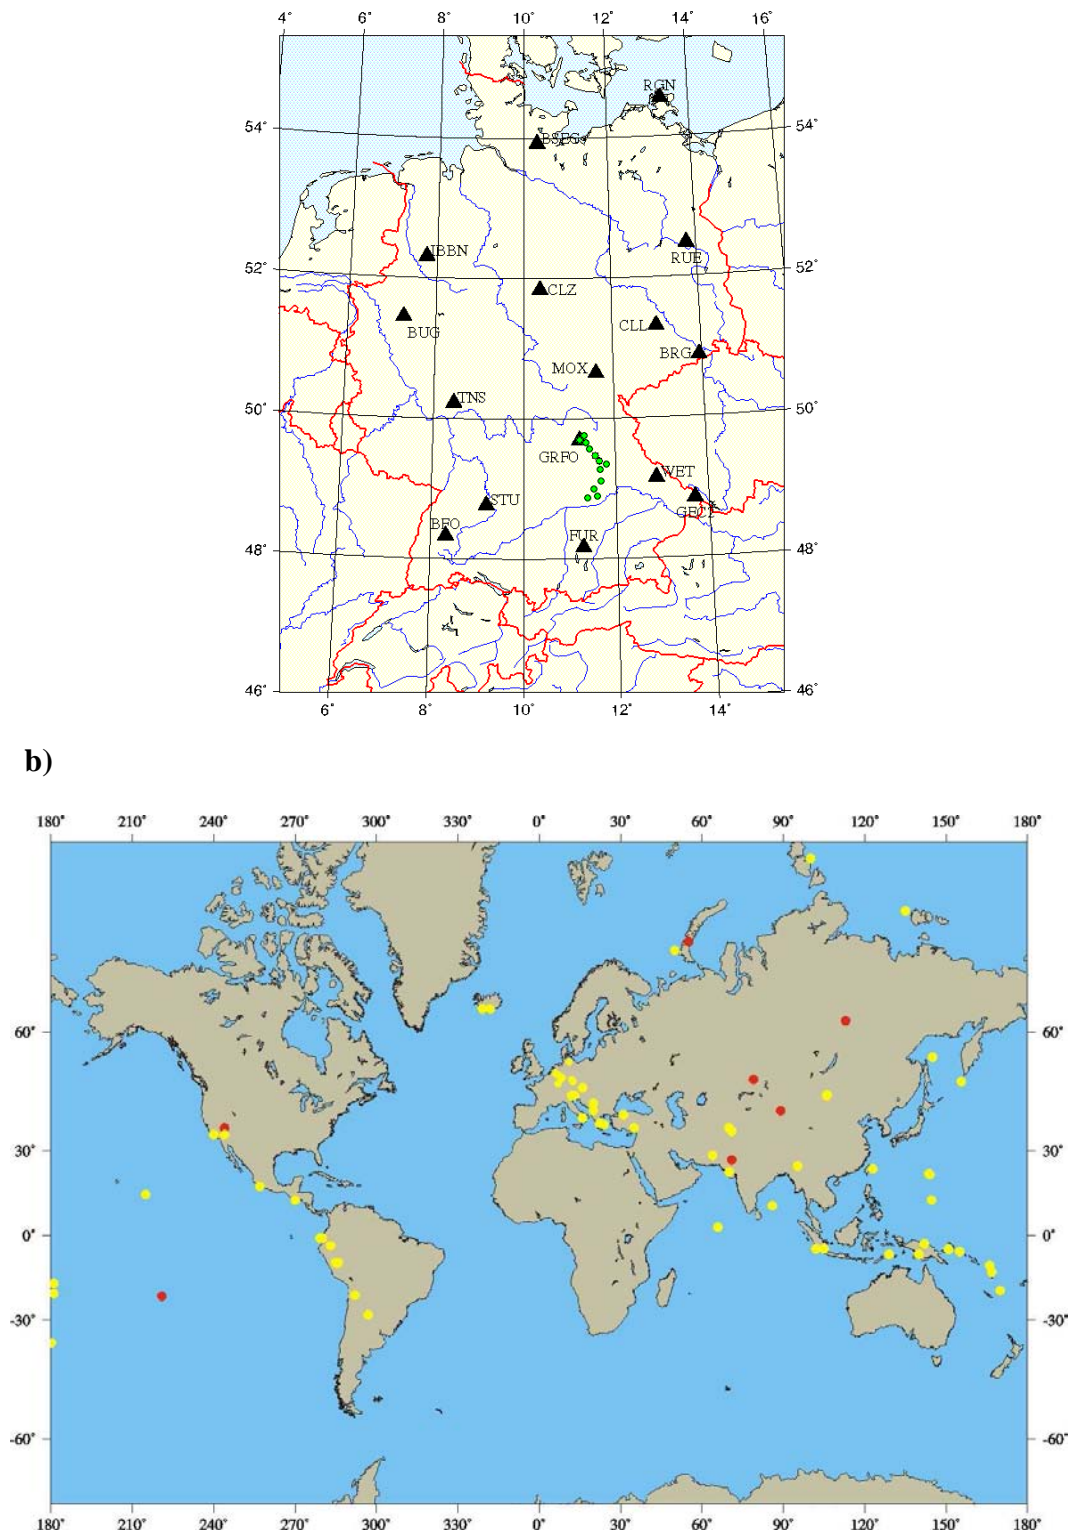 4° 6° 8° 10° 12° 14° 16°
RGN
54° 54°
BSEG
IBBN
RUE
52° 52°
CLZ
BUG
CLL
BRG
MOX
TNS
50° 50°
GRFO
WET
STU
GEC2
BFO
FUR
48° 48°
46° 46°
6° 8° 10° 12° 14°
b)
180° 210° 240° 270° 300° 330° 0° 30° 60° 90° 120° 150° 180°
60° 60°
30° 30°
0° 0°
-30° -30°
-60° -60°
180° 210° 240° 270° 300° 330° 0° 30° 60° 90° 120° 150° 180°